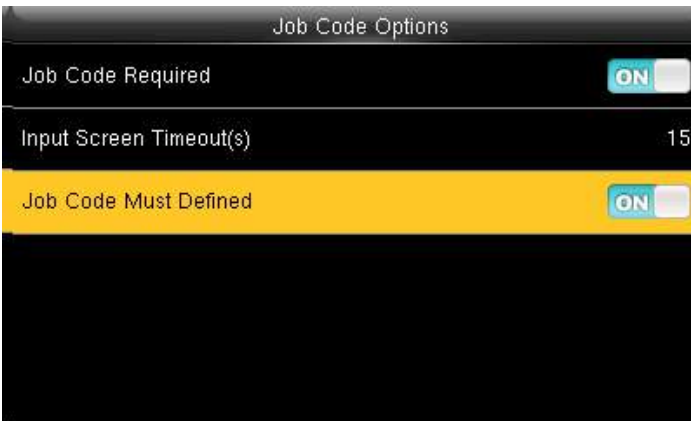 Job Code Options
Job Code Required ON
Input Screen Timeout(s) 15
Job Code Must Defined ON